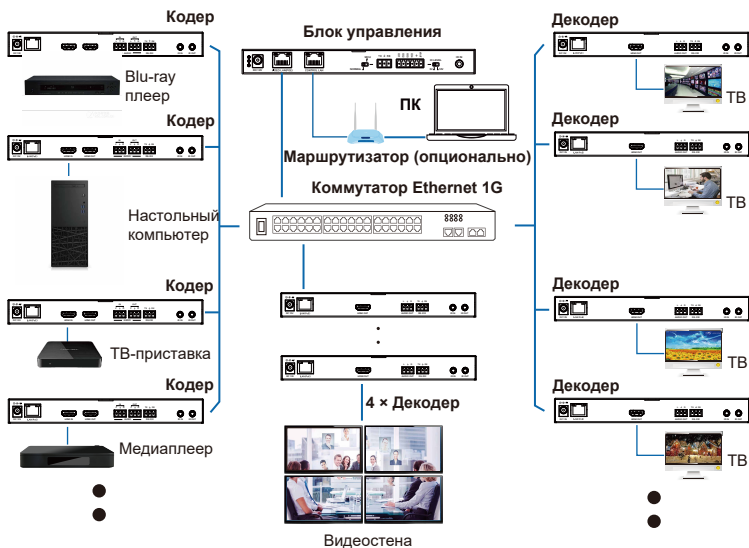 Кодер
Blu-ray
плеер
Кодер
Настольный
компьютер
Кодер
ТВ-приставка
Кодер
Медиаплеер
Блок управления
ПК
Маршрутизатор (опционально)
Коммутатор Ethernet 1G
4 × Декодер
Видеостена
Декодер
ТВ
Декодер
ТВ
Декодер
ТВ
Декодер
ТВ